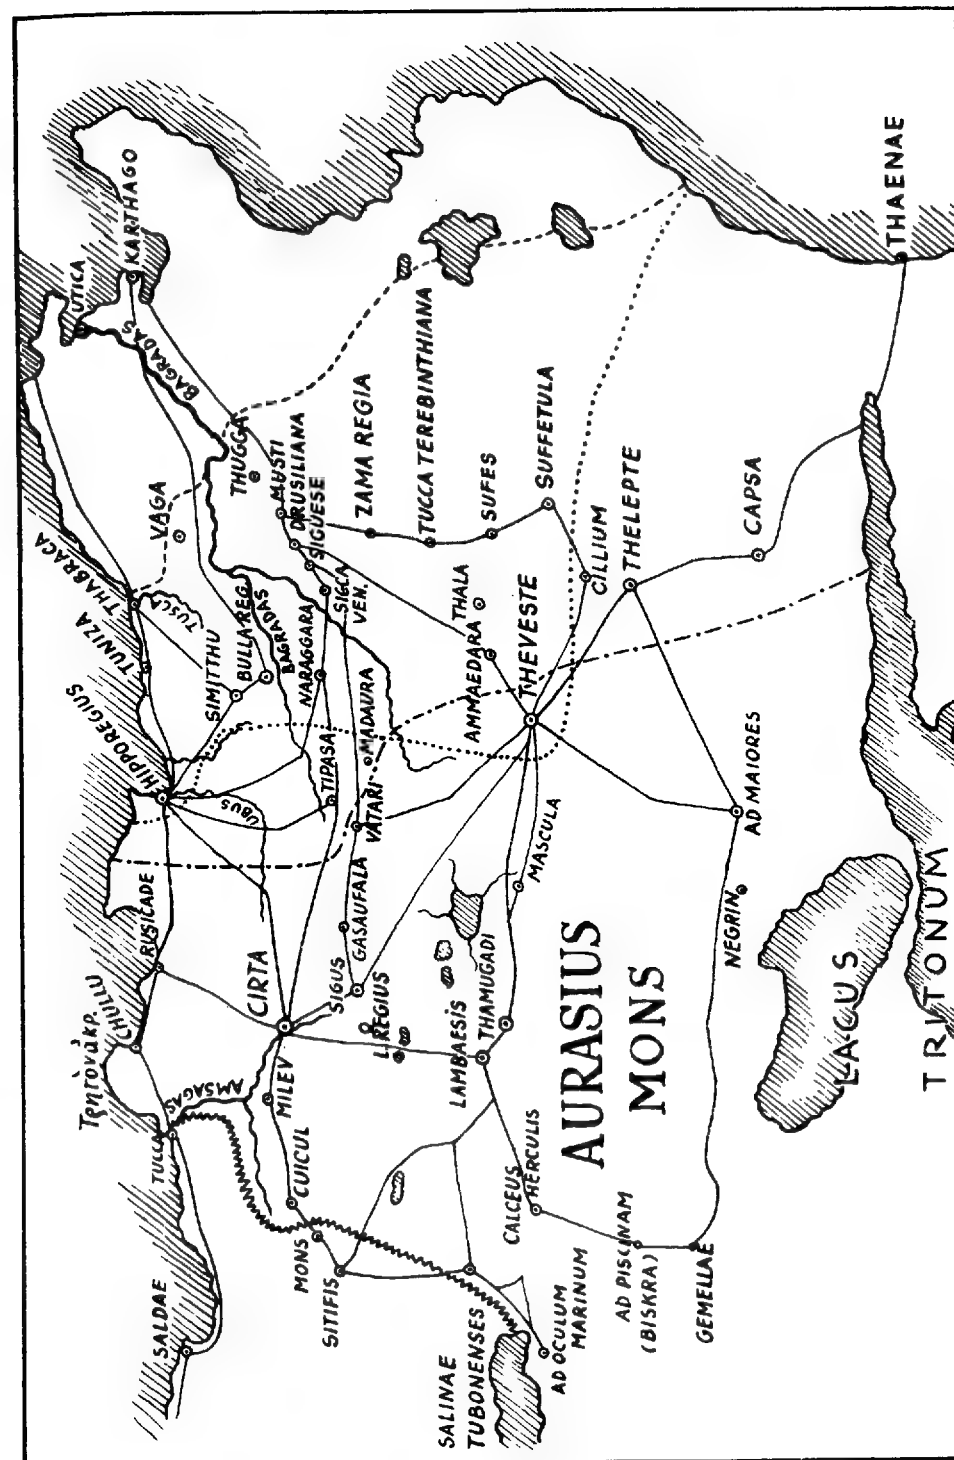 SALDAE
TUCCA
AMSAGAS
CHULLU
RUSICADE
HIPPOREGIUS
TUNIZA
THABRACA
TUSCA
UTICA
KARTHAGO
BAGRADAS
VAGA
THUGGA
SIMITTHU
BULLA REG.
BAGRADAS
UBUS
MUSTI
DRUSILIANA
SIGUESE
SIGCA
VEN.
NARAGGARA
TIPASA
MADAURA
VATARI
GASAUFALA
CIRTA
SIGUS
MILEV
CUICUL
MONS
SITIFIS
L.REGIUS
ZAMA REGIA
TUCCA TEREBINTHIANA
SUFES
SUFFETULA
CILLIUM
THELEPTE
THALA
AMMAEDARA
THEVESTE
MASCULA
THAMUGADI
LAMBAESIS
CALCEUS
HERCULIS
SALINAE
TUBONENSES
AD OCULUM
MARINUM
AD PISCINAM
(BISKRA)
GEMELLAE
AURASIUS
MONS
NEGRIN
AD MAIORES
CAPSA
THAENAE
LACUS
TRITONUM